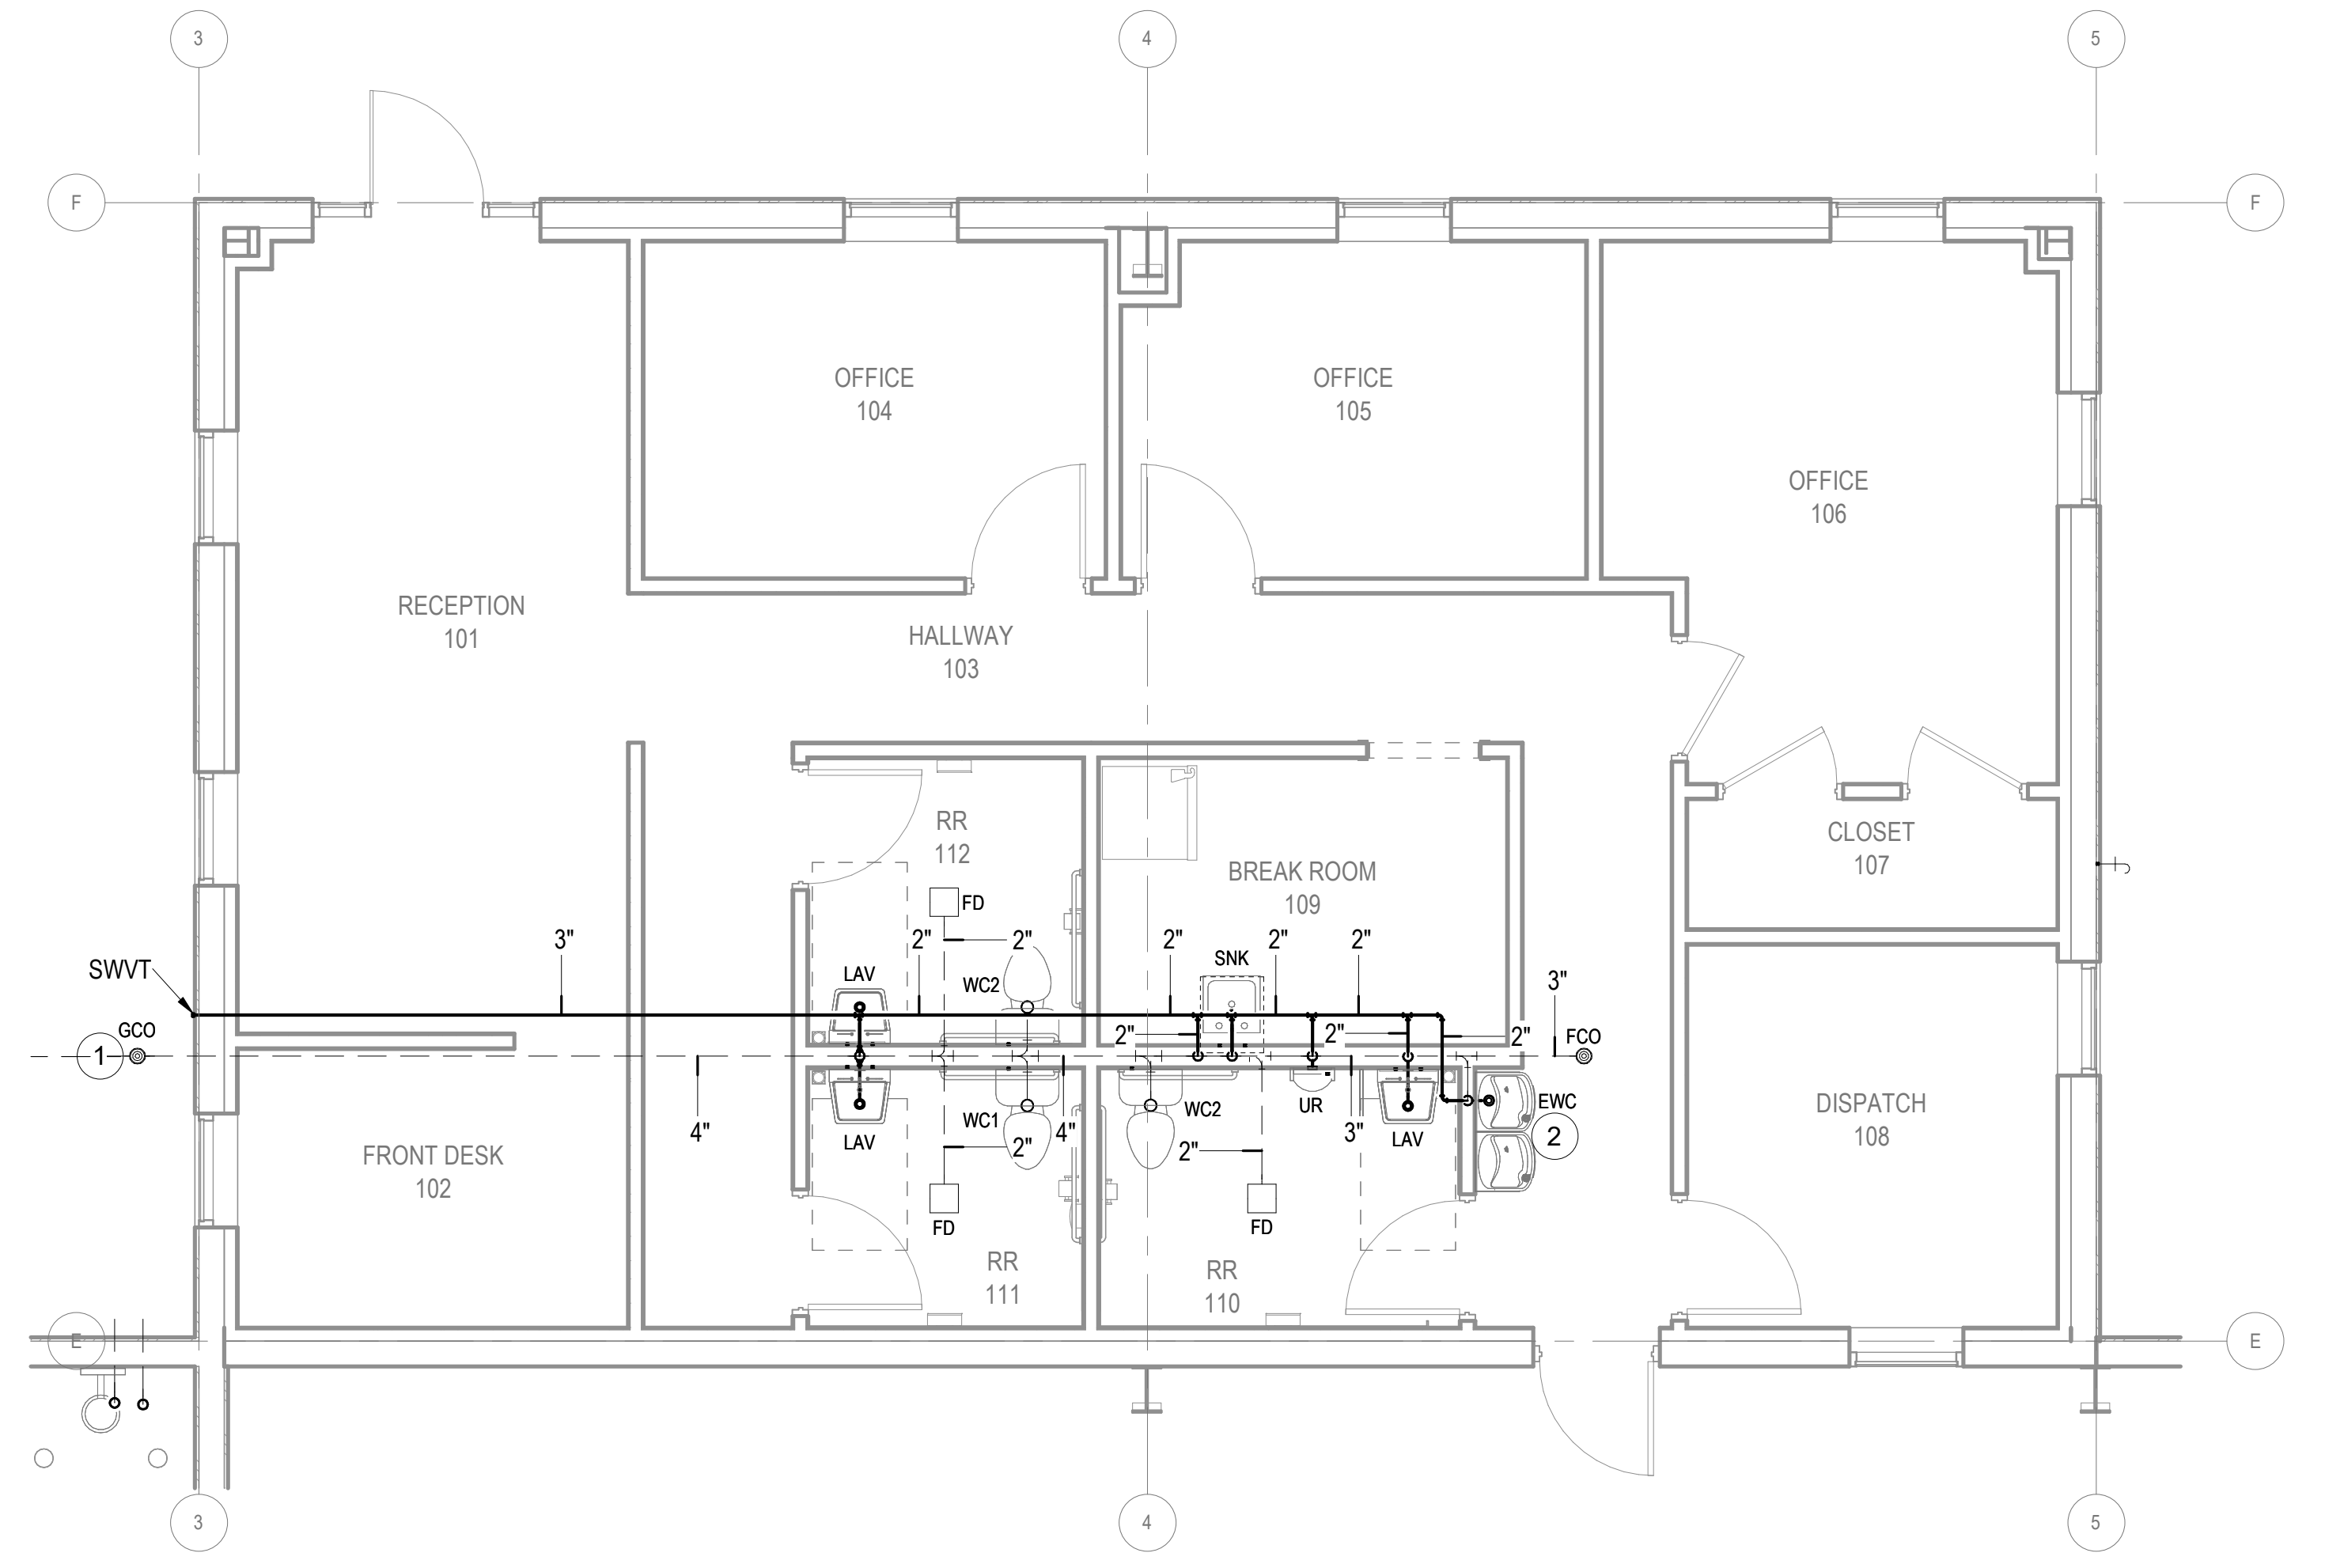 3
4
5
F
F
OFFICE
104
OFFICE
105
OFFICE
106
RECEPTION
101
HALLWAY
103
RR
112
CLOSET
107
BREAK ROOM
109
FD
3"
2"
2"
2"
2"
2"
SWVT
LAV
WC2
SNK
3"
GCO
1
2"
2"
2"
FCO
4"
LAV
WC1
2"
4"
WC2
2"
UR
3"
LAV
EWC
2
DISPATCH
108
FRONT DESK
102
FD
FD
RR
111
RR
110
E
E
3
4
5